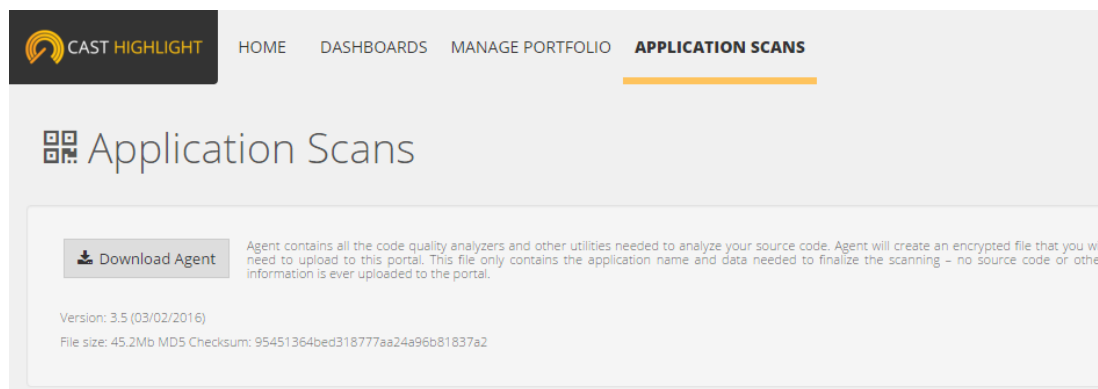 CAST HIGHLIGHT HOME DASHBOARDS MANAGE PORTFOLIO APPLICATION SCANS
Application Scans
Download Agent
Agent contains all the code quality analyzers and other utilities needed to analyze your source code. Agent will create an encrypted file that you
need to upload to this portal. This file only contains the application name and data needed to finalize the scanning – no source code or
information is ever uploaded to the portal.
Version: 3.5 (03/02/2016)
File size: 45.2Mb MD5 Checksum: 95451364bed318777aa24a96b81837a2